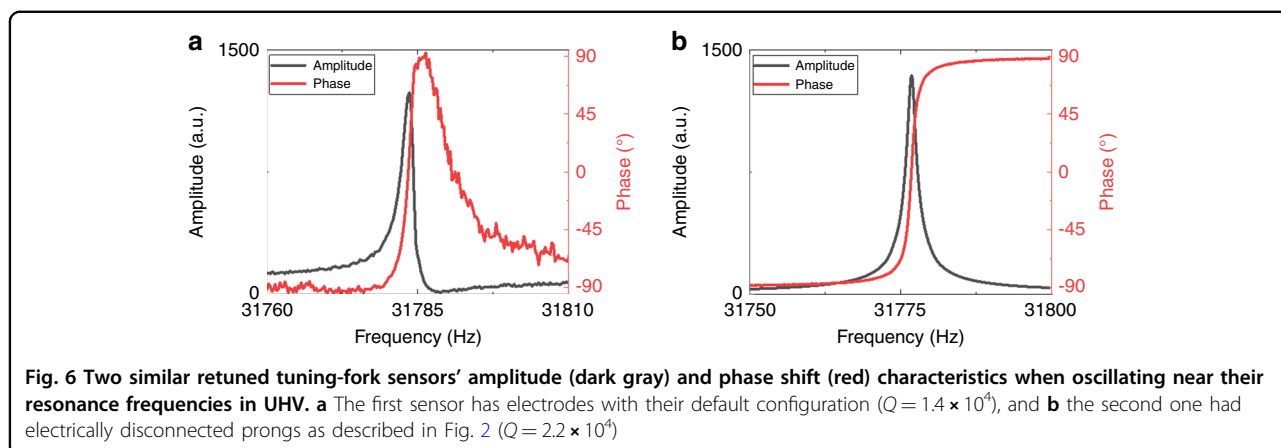 a
1500
Amplitude
Phase
90
45
0
-45
-90
Amplitude (a.u.)
Phase (°)
0
31760
31785
31810
Frequency (Hz)
b
1500
Amplitude
Phase
90
45
0
-45
-90
Amplitude (a.u.)
Phase (°)
0
31750
31775
31800
Frequency (Hz)
Fig. 6 Two similar retuned tuning-fork sensors' amplitude (dark gray) and phase shift (red) characteristics when oscillating near their
resonance frequencies in UHV. a The first sensor has electrodes with their default configuration (Q = 1.4 × 10⁴), and b the second one had
electrically disconnected prongs as described in Fig. 2 (Q = 2.2 × 10⁴)